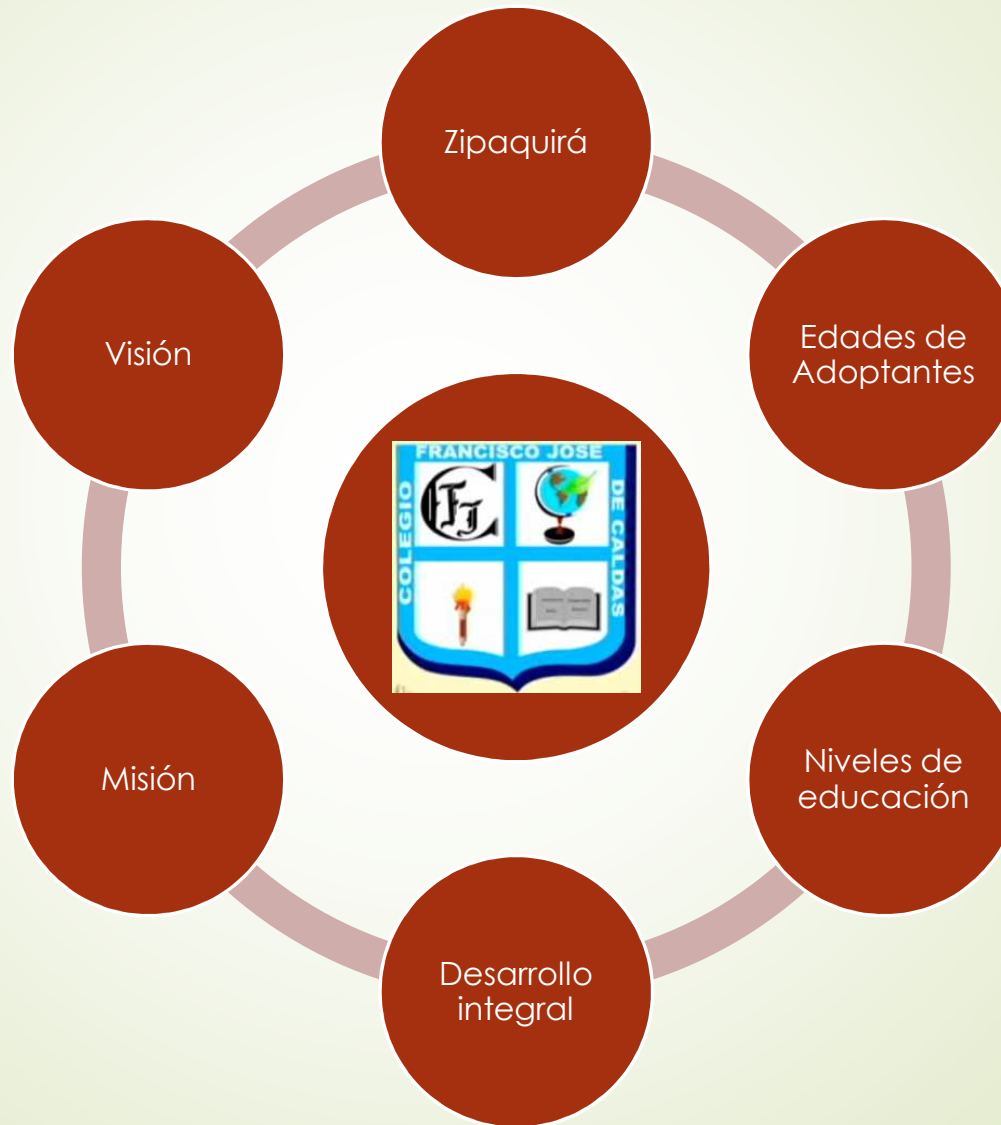 Zipaquirá
Edades de
Adoptantes
Niveles de
educación
Desarrollo
integral
Misión
Visión
COLEGIO
FRANCISCO JOSE
DE CALDAS